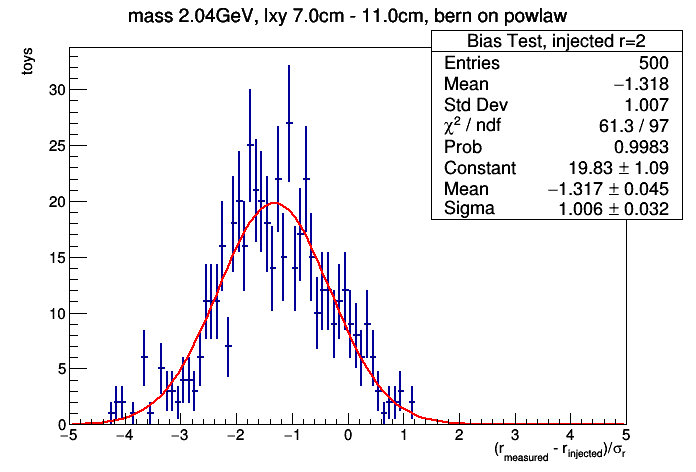 mass 2.04GeV, lxy 7.0cm - 11.0cm, bern on powlaw
toys
Bias Test, injected r=2
Entries 500
Mean −1.318
Std Dev 1.007
χ² / ndf 61.3 / 97
Prob 0.9983
Constant 19.83 ± 1.09
Mean −1.317 ± 0.045
Sigma 1.006 ± 0.032
30
25
20
15
10
5
0
−5 −4 −3 −2 −1 0 1 2 3 4 5
(r_measured - r_injected)/σ_r